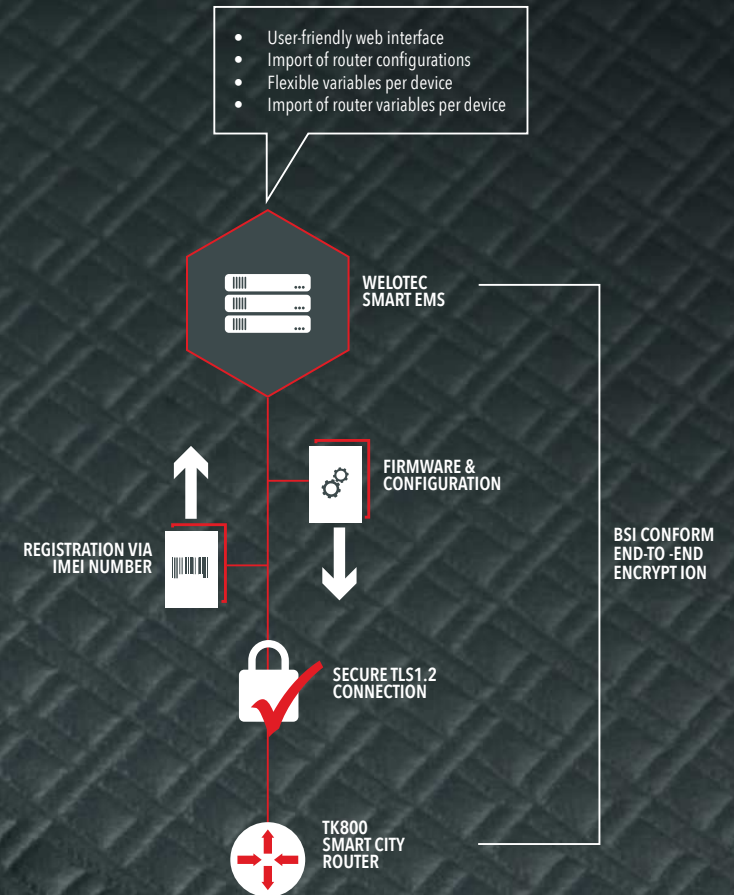 User-friendly web interface
Import of router configurations
Flexible variables per device
Import of router variables per device
WELOTEC
SMART EMS
FIRMWARE &
CONFIGURATION
REGISTRATION VIA
IMEI NUMBER
BSI CONFORM
END-TO -END
ENCRYPT ION
SECURE TLS1.2
CONNECTION
TK800
SMART CITY
ROUTER